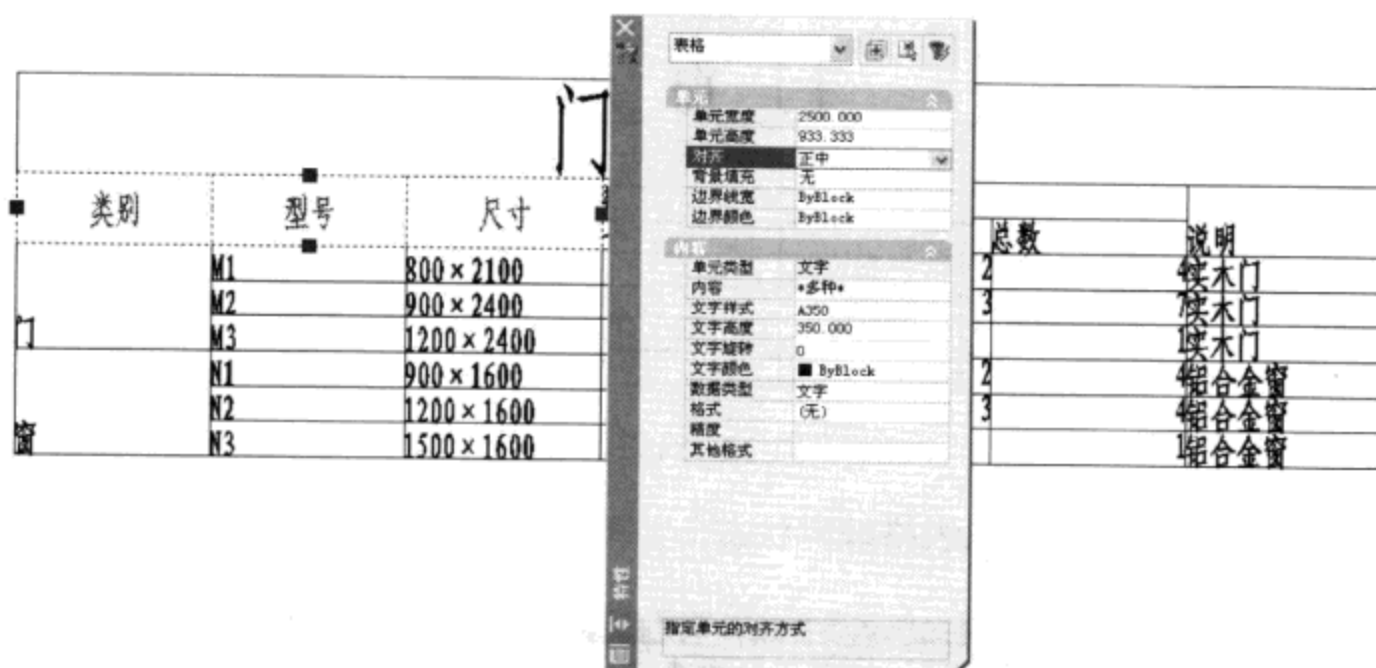 表格
门
单元
单元宽度 2500.000
单元高度 933.333
对齐 正中
背景填充 无
边界线宽 ByBlock
边界颜色 ByBlock
类别 型号 尺寸
总数 说明
内容
单元类型 文字
内容 *多种*
文字样式 A350
文字高度 350.000
文字旋转 0
文字颜色 ByBlock
数据类型 文字
格式 (无)
精度
其他格式
M1 800×2100 2 4 实木门
M2 900×2400 3 7 实木门
门 M3 1200×2400 1 实木门
N1 900×1600 2 4 铝合金窗
N2 1200×1600 3 4 铝合金窗
窗 N3 1500×1600 1 铝合金窗
特性
指定单元的对齐方式